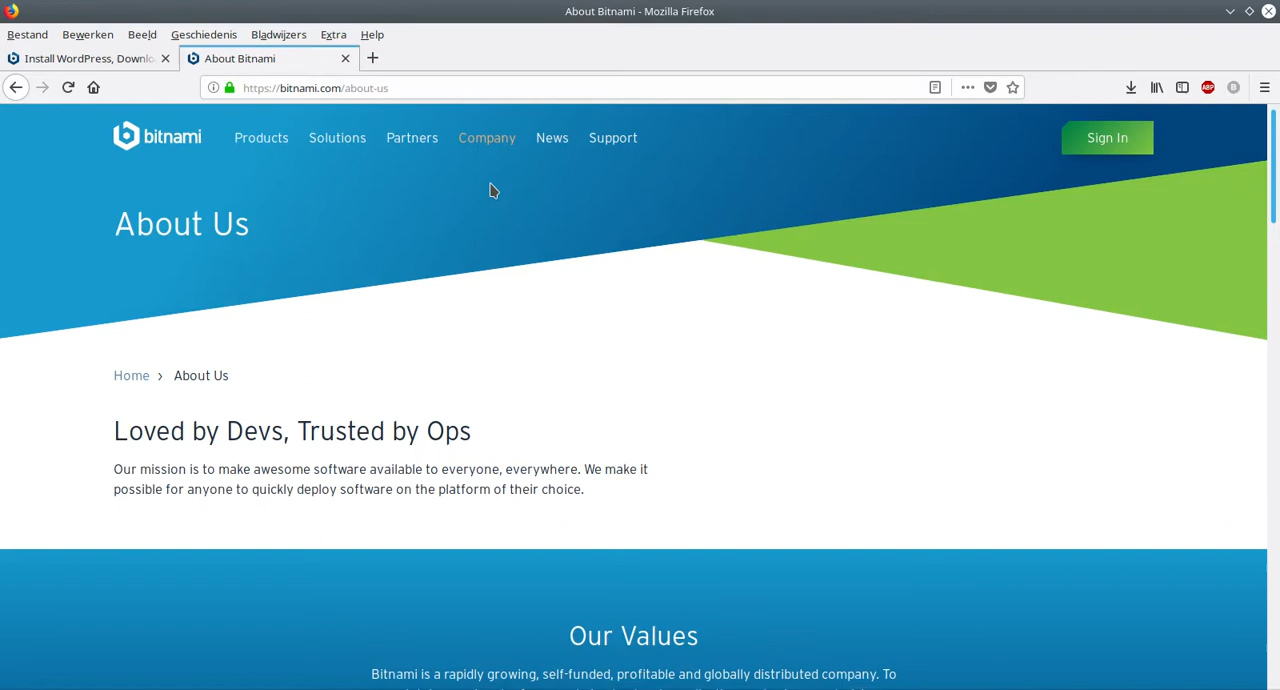 About Bitnami - Mozilla Firefox
Bestand Bewerken Beeld Geschiedenis Bladwijzers Extra Help
Install WordPress, Downlo
About Bitnami
https://bitnami.com/about-us
ABP
bitnami Products Solutions Partners Company News Support Sign In
About Us
Home › About Us
Loved by Devs, Trusted by Ops
Our mission is to make awesome software available to everyone, everywhere. We make it
possible for anyone to quickly deploy software on the platform of their choice.
Our Values
Bitnami is a rapidly growing, self-funded, profitable and globally distributed company. To